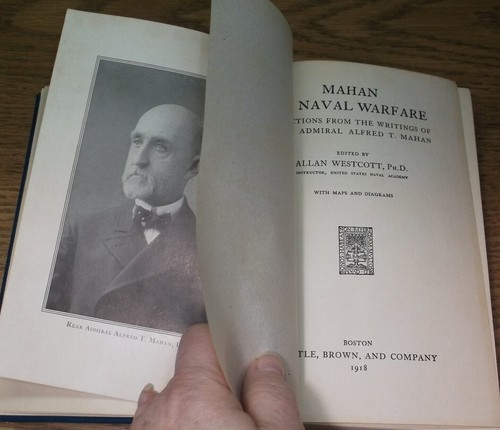 REAR ADMIRAL ALFRED T. MAHAN,
MAHAN
NAVAL WARFARE
TIONS FROM THE WRITINGS OF
ADMIRAL ALFRED T. MAHAN
EDITED BY
ALLAN WESTCOTT, PH.D.
INSTRUCTOR, UNITED STATES NAVAL ACADEMY
WITH MAPS AND DIAGRAMS
BOSTON
TLE, BROWN, AND COMPANY
1918